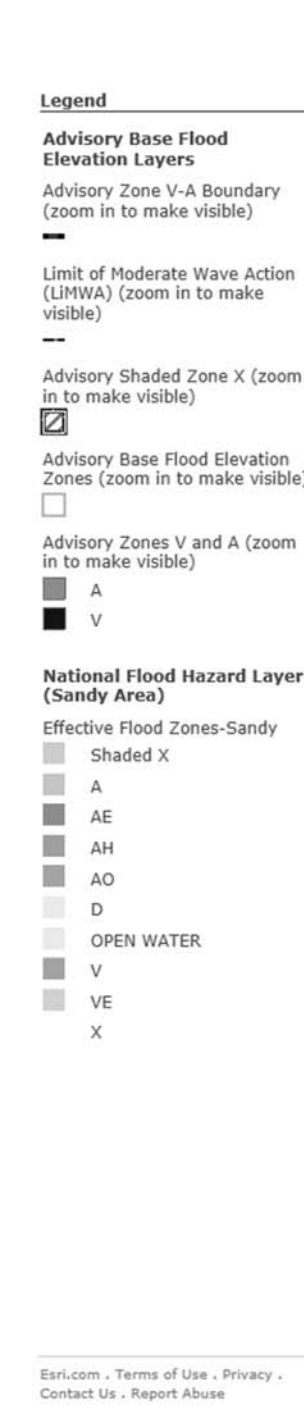 Legend
Advisory Base Flood
Elevation Layers
Advisory Zone V-A Boundary
(zoom in to make visible)
Limit of Moderate Wave Action
(LiMWA) (zoom in to make
visible)
Advisory Shaded Zone X (zoom
in to make visible)
Advisory Base Flood Elevation
Zones (zoom in to make visible)
Advisory Zones V and A (zoom
in to make visible)
A
V
National Flood Hazard Layer
(Sandy Area)
Effective Flood Zones-Sandy
Shaded X
A
AE
AH
AO
D
OPEN WATER
V
VE
X
Esri.com . Terms of Use . Privacy .
Contact Us . Report Abuse